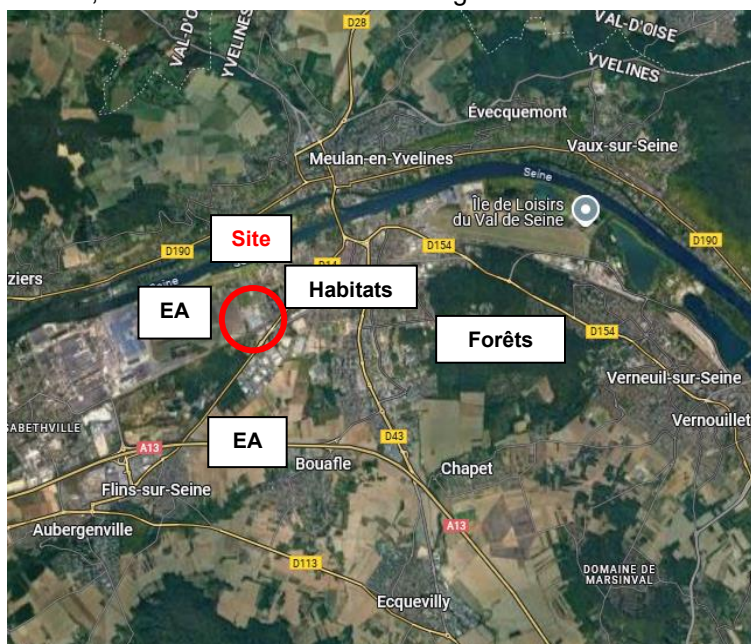 VAL-D'OISE
YVELINES
D28
VAL-D'OISE
YVELINES
Évecquemont
Meulan-en-Yvelines
Vaux-sur-Seine
Seine
Île de Loisirs
du Val de Seine
D190
Site
D154
D190
ziers
Habitats
EA
Forêts
D154
Verneuil-sur-Seine
SABETHVILLE
Vernouillet
A13
EA
D43
Bouafle
Chapet
Flins-sur-Seine
Aubergenville
A13
D113
DOMAINE DE
MARSINVAL
Ecquevilly